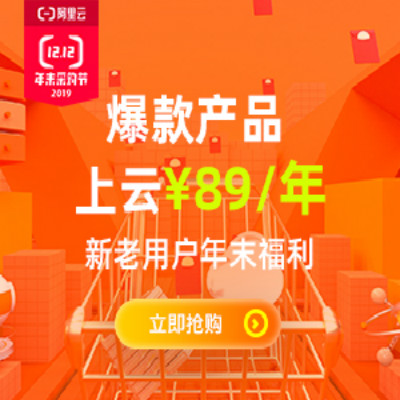 阿里云
12.12
年末采购节
2019
爆款产品
上云¥89/年
新老用户年末福利
立即抢购